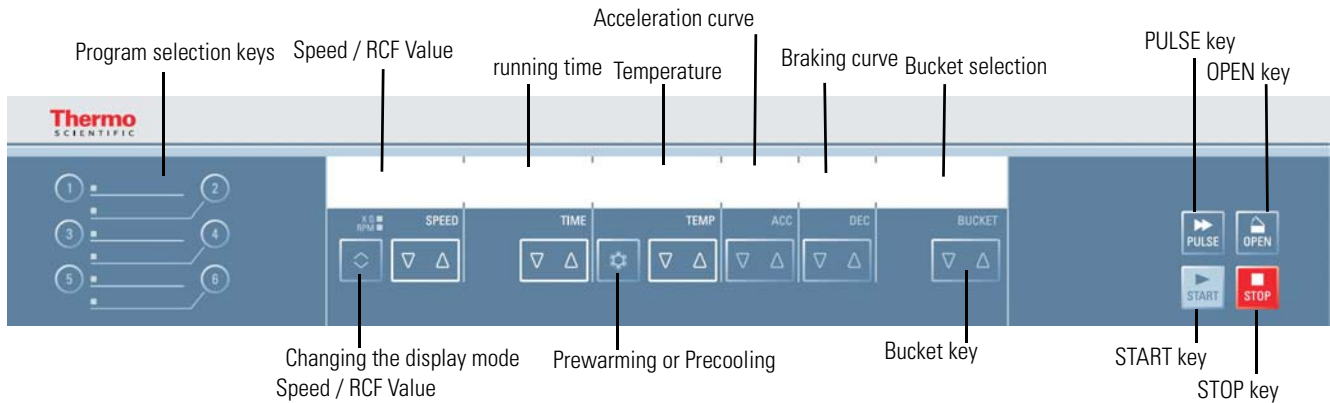 Acceleration curve
Program selection keys
Speed / RCF Value
running time
Temperature
Braking curve
Bucket selection
PULSE key
OPEN key
Thermo
SCIENTIFIC
1
2
3
4
5
6
X G
RPM
SPEED
TIME
TEMP
ACC
DEC
BUCKET
PULSE
OPEN
START
STOP
Changing the display mode
Speed / RCF Value
Prewarming or Precooling
Bucket key
START key
STOP key